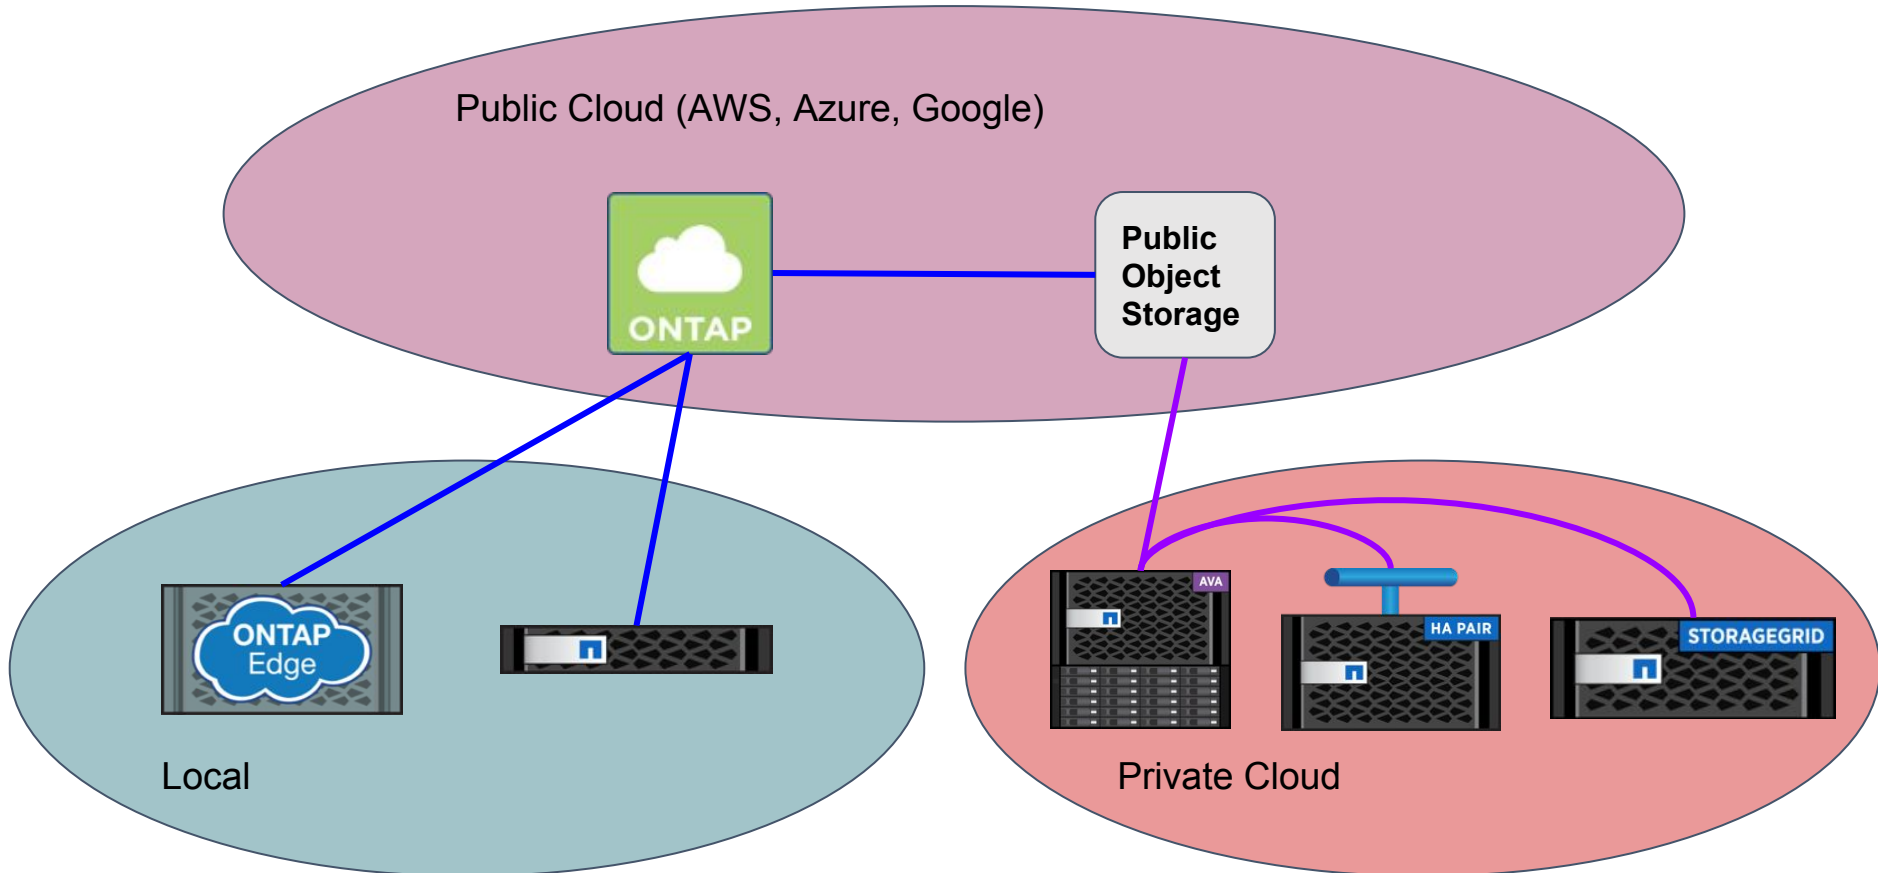 Public Cloud (AWS, Azure, Google)
ONTAP
Public
Object
Storage
ONTAP
Edge
Local
AVA
HA PAIR
STORAGEGRID
Private Cloud